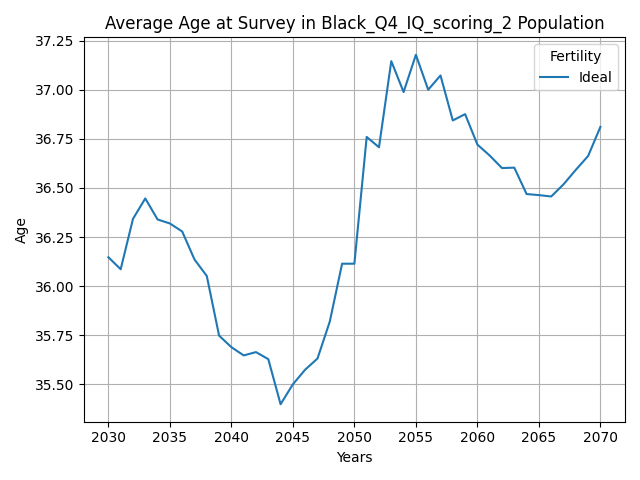 Average Age at Survey in Black_Q4_IQ_scoring_2 Population
Fertility
Ideal
37.25
37.00
36.75
36.50
36.25
36.00
35.75
35.50
Age
2030 2035 2040 2045 2050 2055 2060 2065 2070
Years